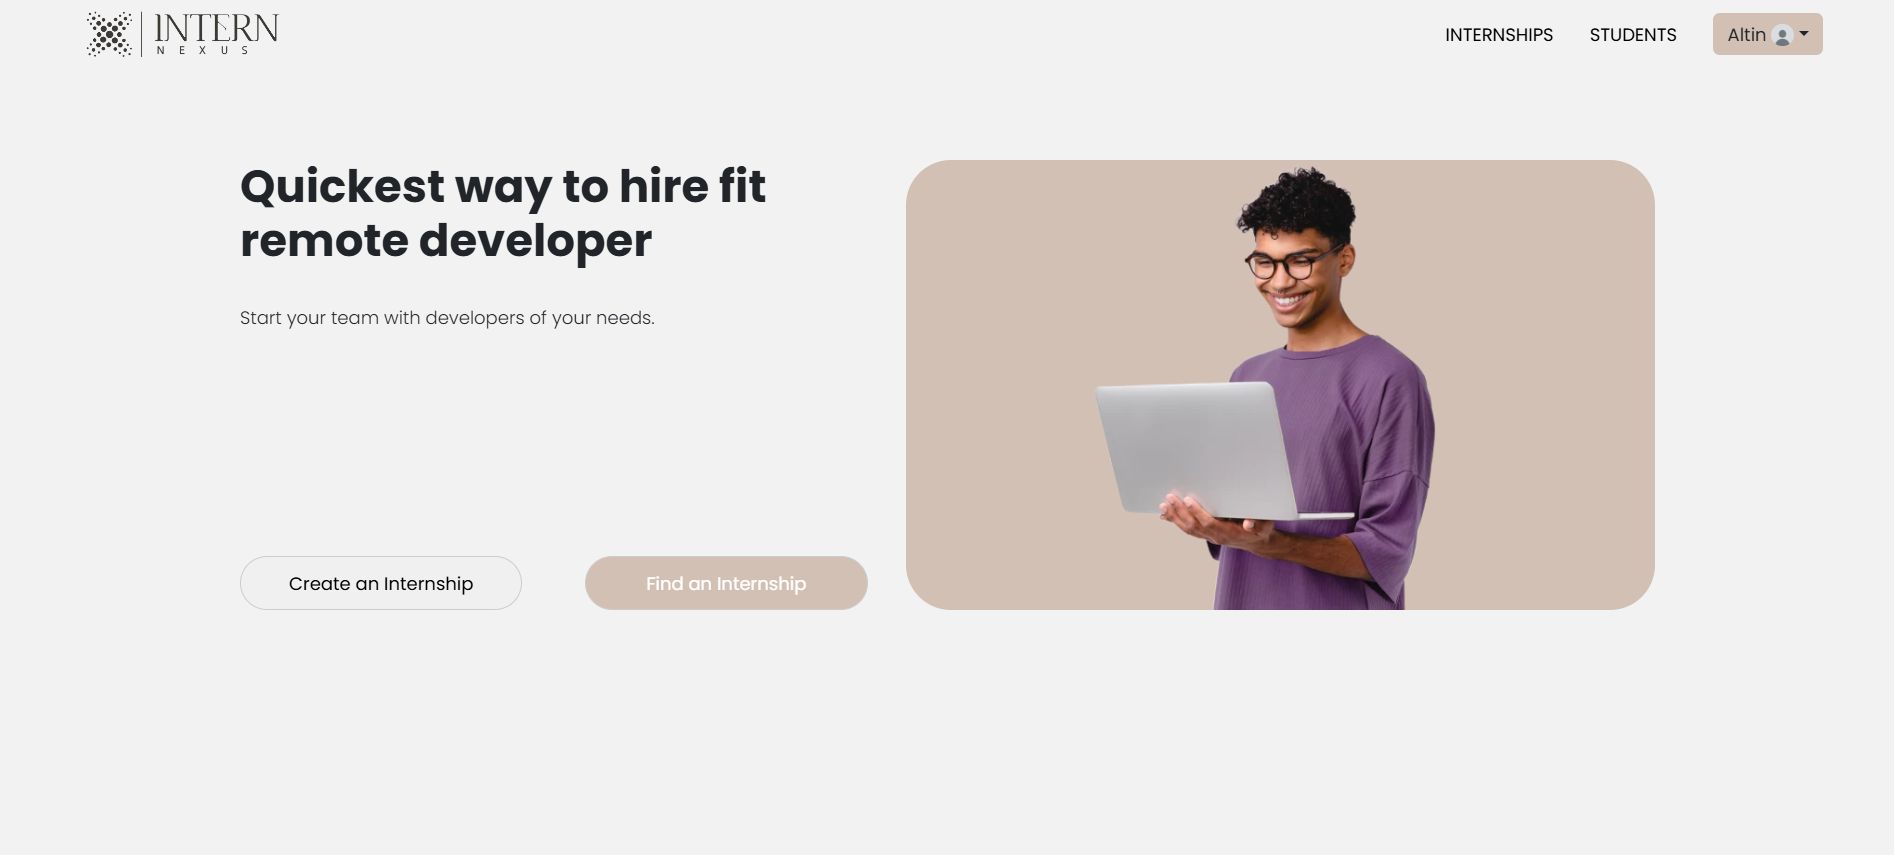 INTERN
NEXUS
INTERNSHIPS
STUDENTS
Altin
Quickest way to hire fit
remote developer
Start your team with developers of your needs.
Create an Internship
Find an Internship